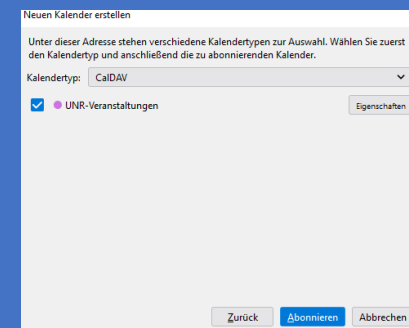 Neuen Kalender erstellen
Unter dieser Adresse stehen verschiedene Kalendertypen zur Auswahl. Wählen Sie zuerst
den Kalendertyp und anschließend die zu abonnierenden Kalender.
Kalendertyp: CalDAV
UNR-Veranstaltungen Eigenschaften
Zurück Abonnieren Abbrechen